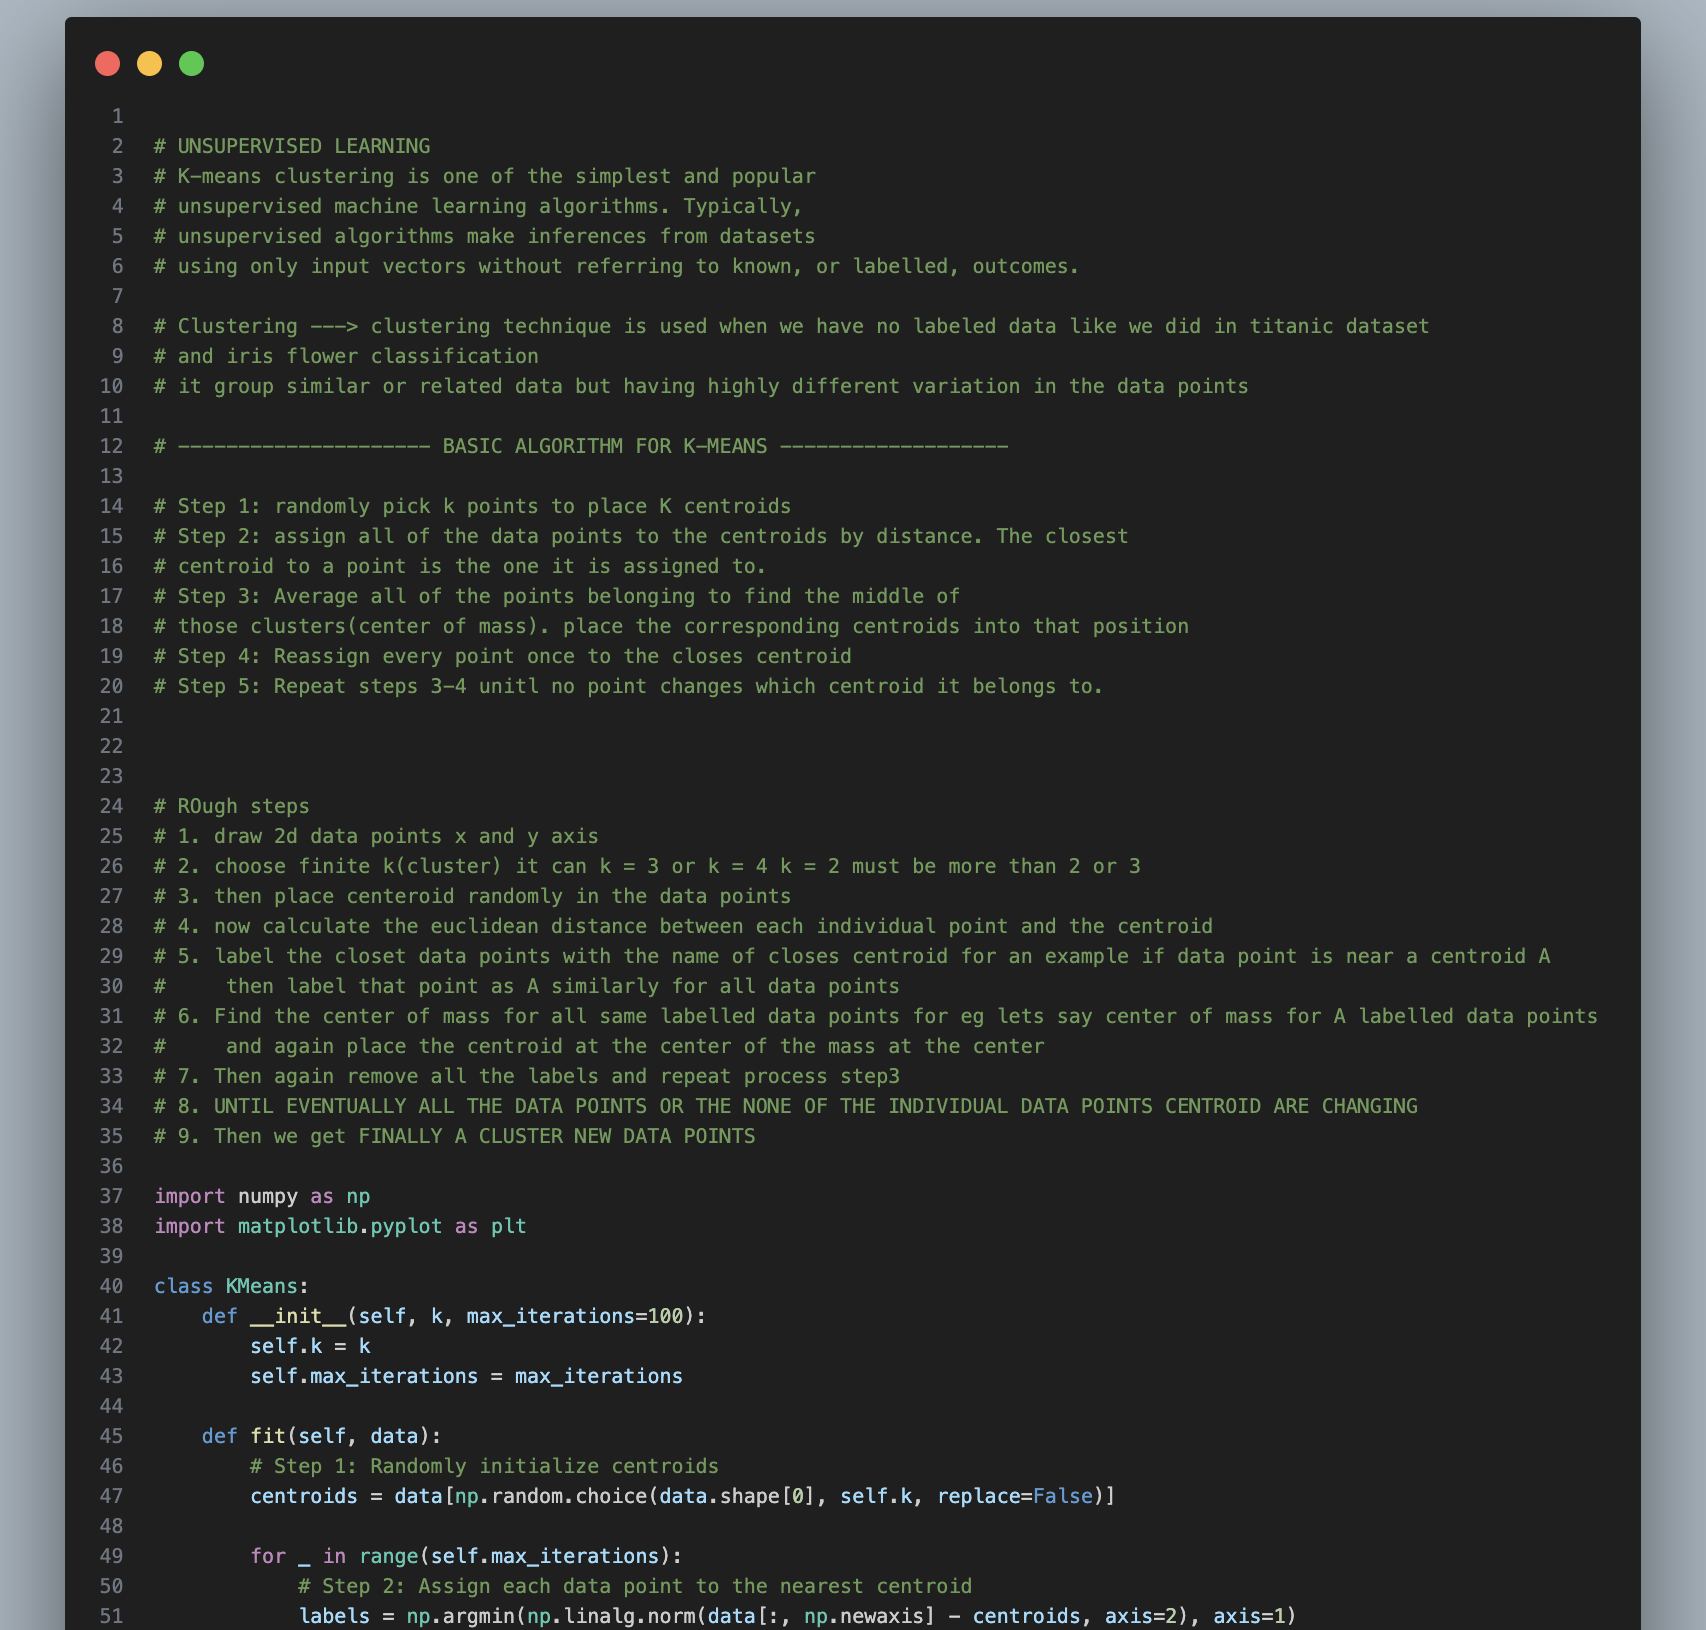 1
2 # UNSUPERVISED LEARNING
3 # K-means clustering is one of the simplest and popular
4 # unsupervised machine learning algorithms. Typically,
5 # unsupervised algorithms make inferences from datasets
6 # using only input vectors without referring to known, or labelled, outcomes.
7
8 # Clustering ---> clustering technique is used when we have no labeled data like we did in titanic dataset
9 # and iris flower classification
10 # it group similar or related data but having highly different variation in the data points
11
12 # --------------------- BASIC ALGORITHM FOR K-MEANS -------------------
13
14 # Step 1: randomly pick k points to place K centroids
15 # Step 2: assign all of the data points to the centroids by distance. The closest
16 # centroid to a point is the one it is assigned to.
17 # Step 3: Average all of the points belonging to find the middle of
18 # those clusters(center of mass). place the corresponding centroids into that position
19 # Step 4: Reassign every point once to the closes centroid
20 # Step 5: Repeat steps 3-4 unitl no point changes which centroid it belongs to.
21
22
23
24 # ROugh steps
25 # 1. draw 2d data points x and y axis
26 # 2. choose finite k(cluster) it can k = 3 or k = 4 k = 2 must be more than 2 or 3
27 # 3. then place centeroid randomly in the data points
28 # 4. now calculate the euclidean distance between each individual point and the centroid
29 # 5. label the closet data points with the name of closes centroid for an example if data point is near a centroid A
30 #     then label that point as A similarly for all data points
31 # 6. Find the center of mass for all same labelled data points for eg lets say center of mass for A labelled data points
32 #     and again place the centroid at the center of the mass at the center
33 # 7. Then again remove all the labels and repeat process step3
34 # 8. UNTIL EVENTUALLY ALL THE DATA POINTS OR THE NONE OF THE INDIVIDUAL DATA POINTS CENTROID ARE CHANGING
35 # 9. Then we get FINALLY A CLUSTER NEW DATA POINTS
36
37 import numpy as np
38 import matplotlib.pyplot as plt
39
40 class KMeans:
41     def __init__(self, k, max_iterations=100):
42         self.k = k
43         self.max_iterations = max_iterations
44
45     def fit(self, data):
46         # Step 1: Randomly initialize centroids
47         centroids = data[np.random.choice(data.shape[0], self.k, replace=False)]
48
49         for _ in range(self.max_iterations):
50             # Step 2: Assign each data point to the nearest centroid
51             labels = np.argmin(np.linalg.norm(data[:, np.newaxis] - centroids, axis=2), axis=1)